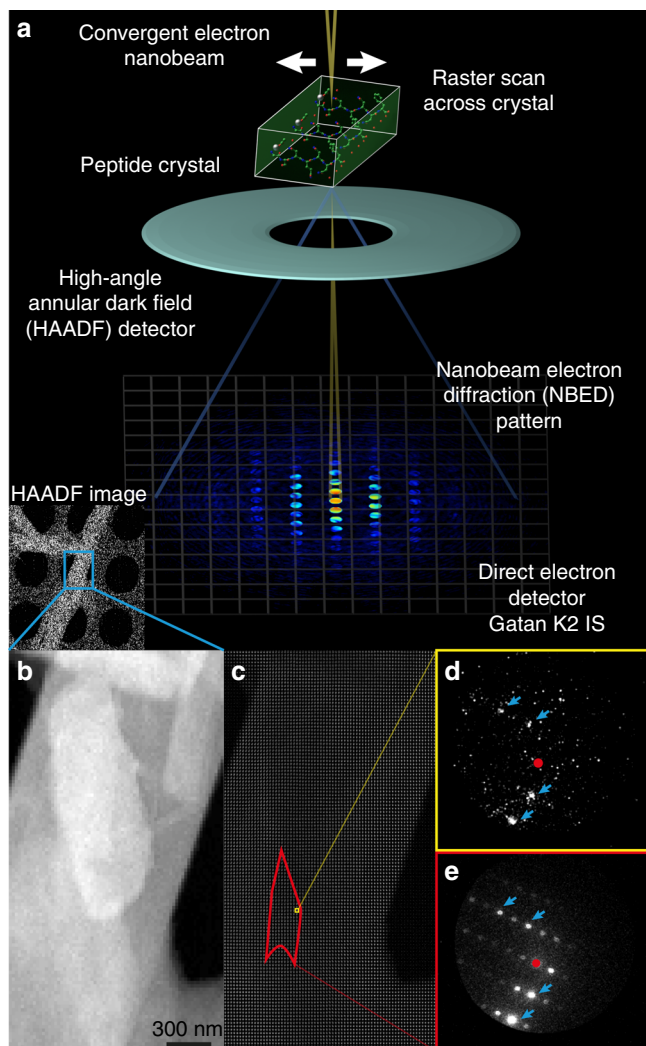 a
Convergent electron
nanobeam
Raster scan
across crystal
Peptide crystal
High-angle
annular dark field
(HAADF) detector
Nanobeam electron
diffraction (NBED)
pattern
HAADF image
Direct electron
detector
Gatan K2 IS
b
c
d
e
300 nm